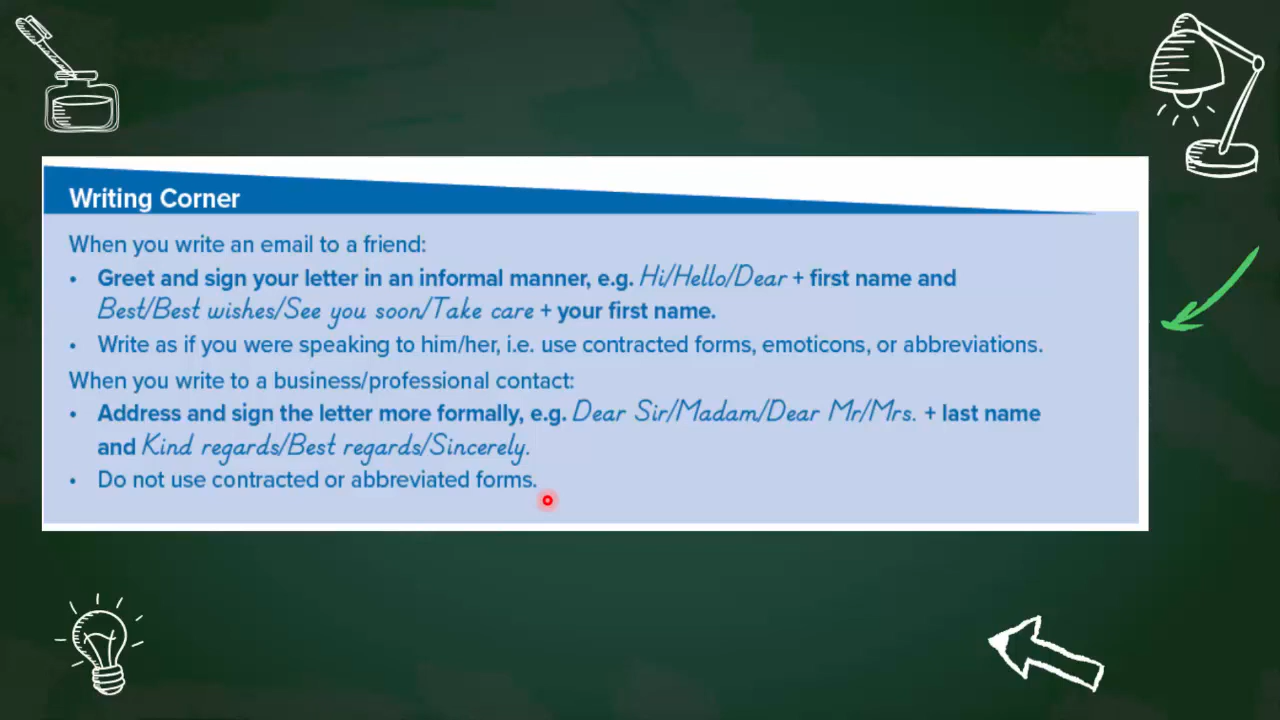 Writing Corner
When you write an email to a friend:
• Greet and sign your letter in an informal manner, e.g. Hi/Hello/Dear + first name and
Best/Best wishes/See you soon/Take care + your first name.
• Write as if you were speaking to him/her, i.e. use contracted forms, emoticons, or abbreviations.
When you write to a business/professional contact:
• Address and sign the letter more formally, e.g. Dear Sir/Madam/Dear Mr/Mrs. + last name
and Kind regards/Best regards/Sincerely.
• Do not use contracted or abbreviated forms.